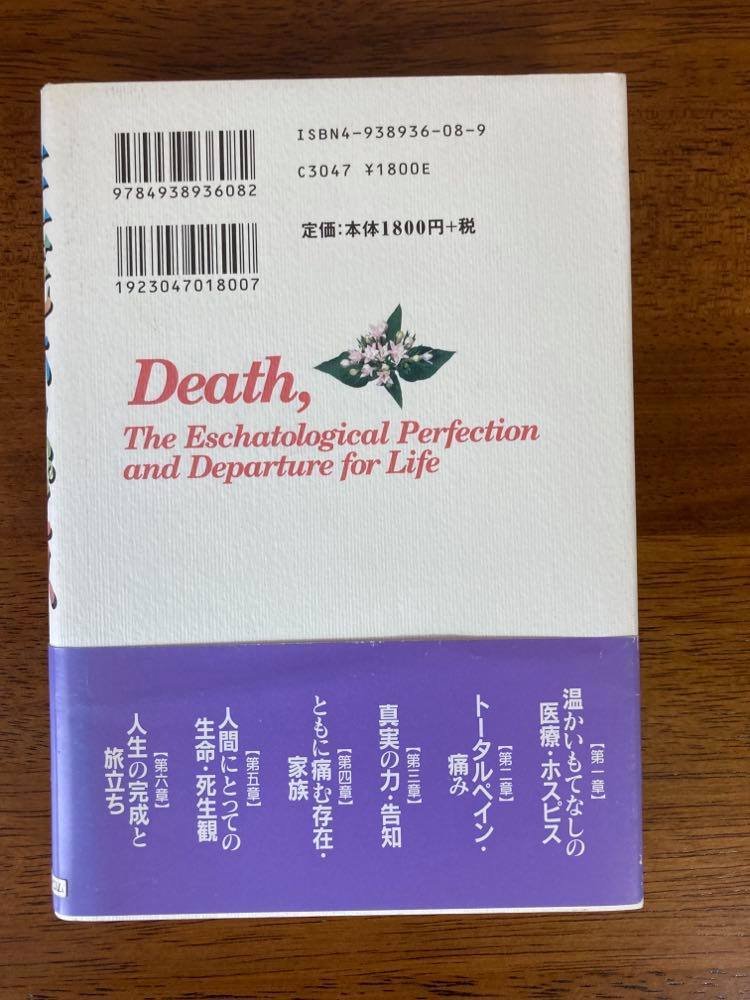 ISBN4-938936-08-9
C3047 ¥1800E
9784938936082
定価:本体1800円+税
1923047018007
Death,
The Eschatological Perfection
and Departure for Life
【第一章】
温かいもてなしの
医療・ホスピス
【第二章】
トータルペイン・
痛み
【第三章】
真実の力・告知
【第四章】
ともに痛む存在・
家族
【第五章】
人間にとっての
生命・死生観
【第六章】
人生の完成と
旅立ち